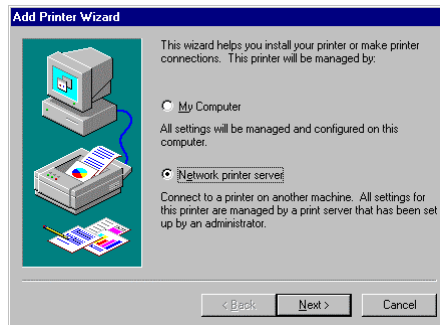 Add Printer Wizard
This wizard helps you install your printer or make printer
connections. This printer will be managed by:
My Computer
All settings will be managed and configured on this
computer.
Network printer server
Connect to a printer on another machine. All settings for
this printer are managed by a print server that has been set
up by an administrator.
< Back
Next >
Cancel